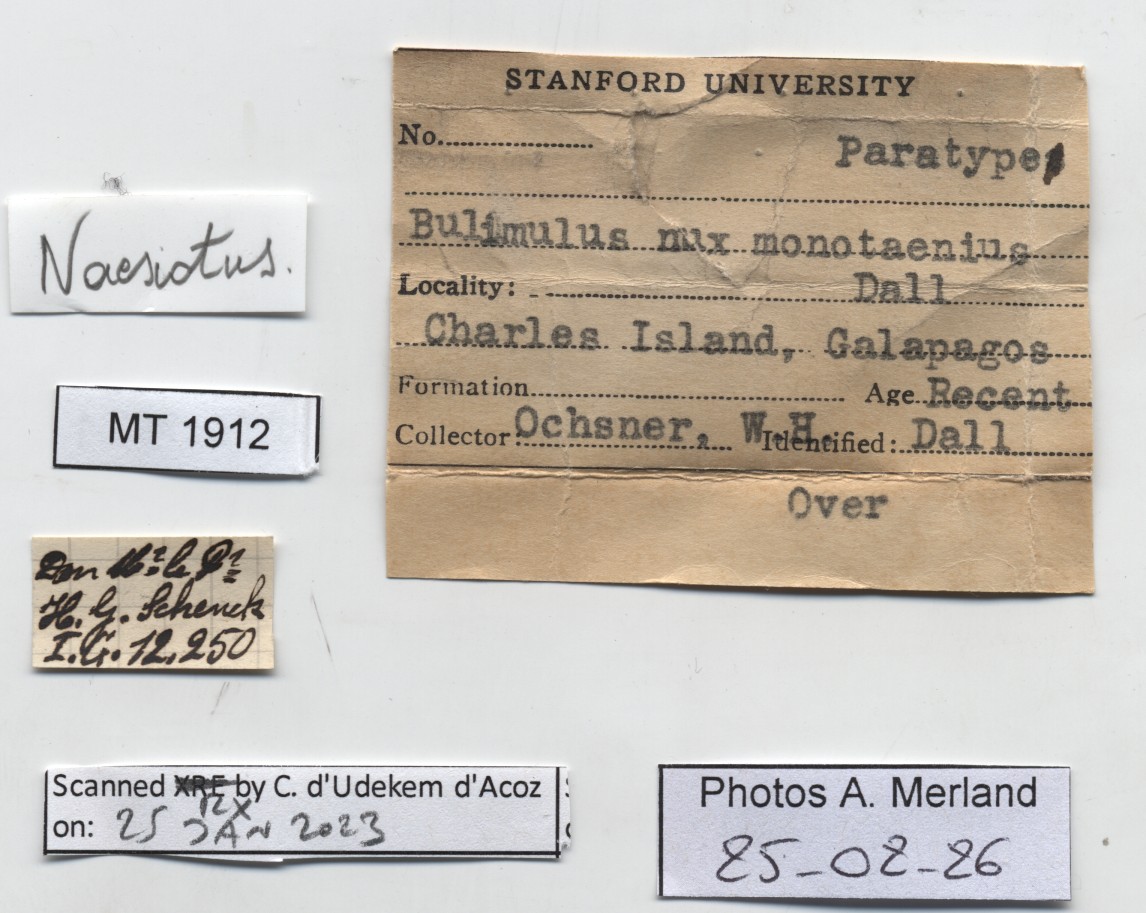 STANFORD UNIVERSITY
No.
Paratype
Bulimulus nux monotaenius
Locality: Dall
Charles Island, Galapagos
Formation Age Recent
Collector: Ochsner, W.H. Identified: Dall
Over
Naesiotus.
MT 1912
Don Mr le Pr
H. G. Schenck
I.G. 12,250
Scanned XRE by C. d'Udekem d'Acoz
RX
on: 25 JAN 2023
Photos A. Merland
25-02-26